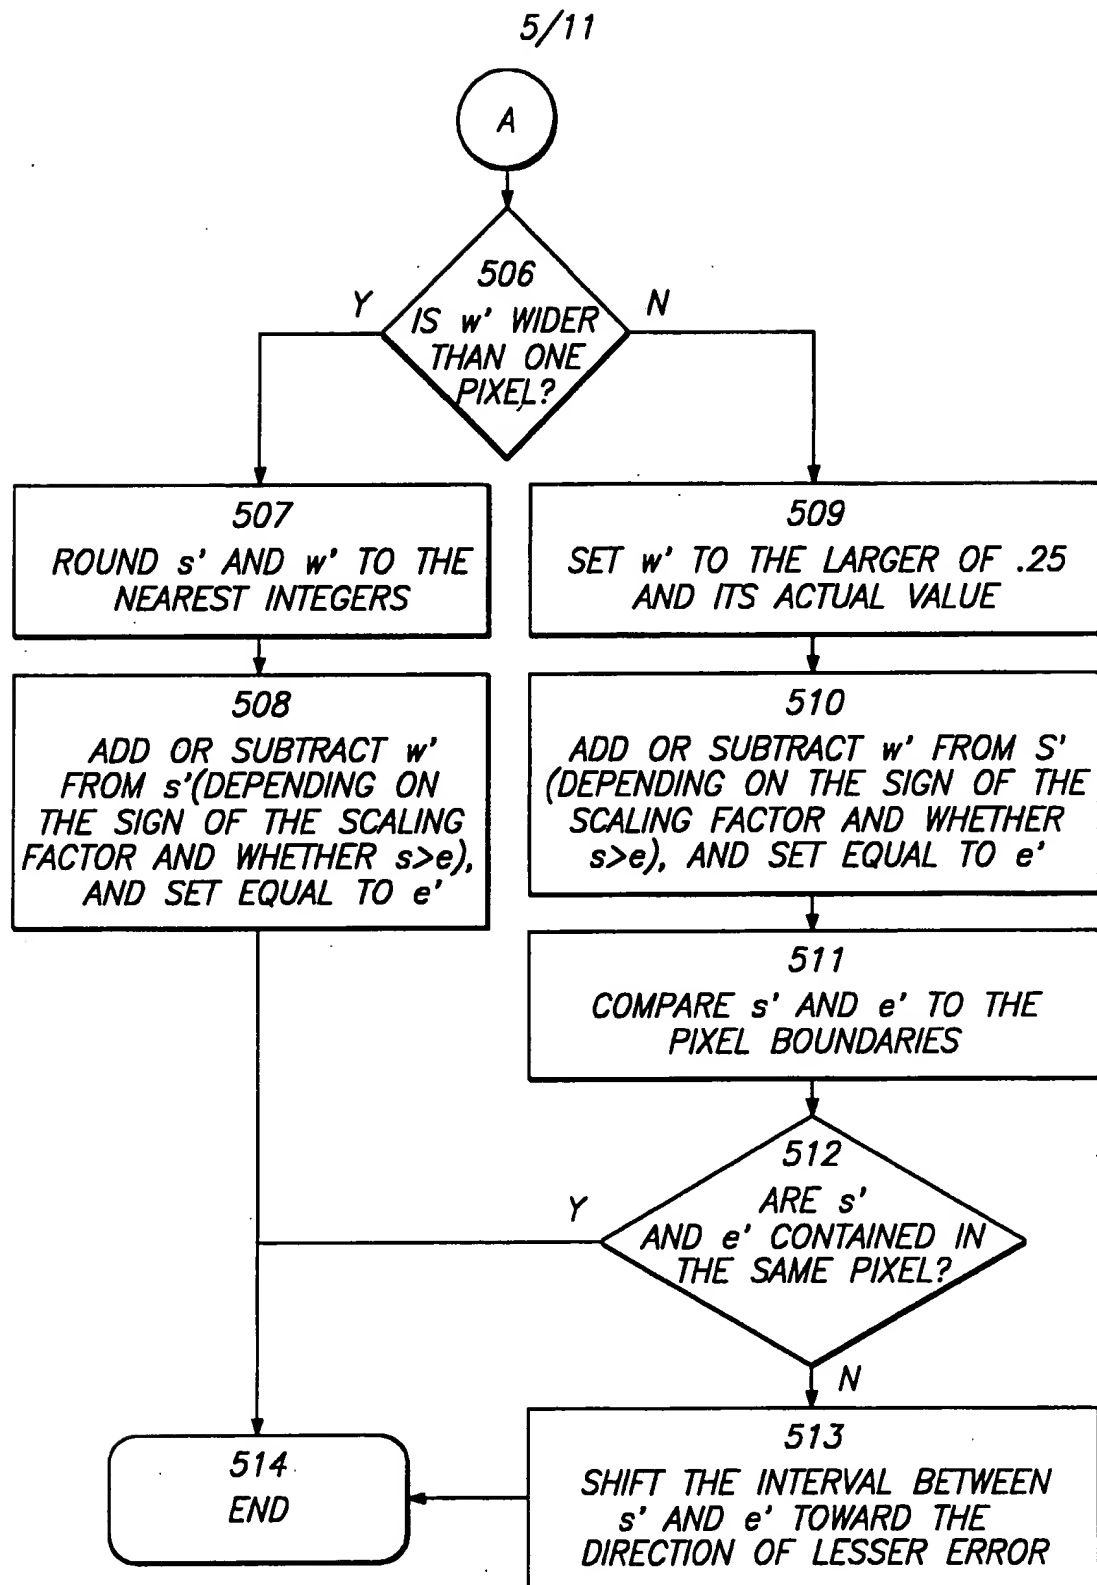 5/11
A
506
IS w' WIDER
THAN ONE
PIXEL?
Y
N
507
ROUND s' AND w' TO THE
NEAREST INTEGERS
509
SET w' TO THE LARGER OF .25
AND ITS ACTUAL VALUE
508
ADD OR SUBTRACT w'
FROM s'(DEPENDING ON
THE SIGN OF THE SCALING
FACTOR AND WHETHER s>e),
AND SET EQUAL TO e'
510
ADD OR SUBTRACT w' FROM S'
(DEPENDING ON THE SIGN OF THE
SCALING FACTOR AND WHETHER
s>e), AND SET EQUAL TO e'
511
COMPARE s' AND e' TO THE
PIXEL BOUNDARIES
512
ARE s'
AND e' CONTAINED IN
THE SAME PIXEL?
Y
N
513
SHIFT THE INTERVAL BETWEEN
s' AND e' TOWARD THE
DIRECTION OF LESSER ERROR
514
END